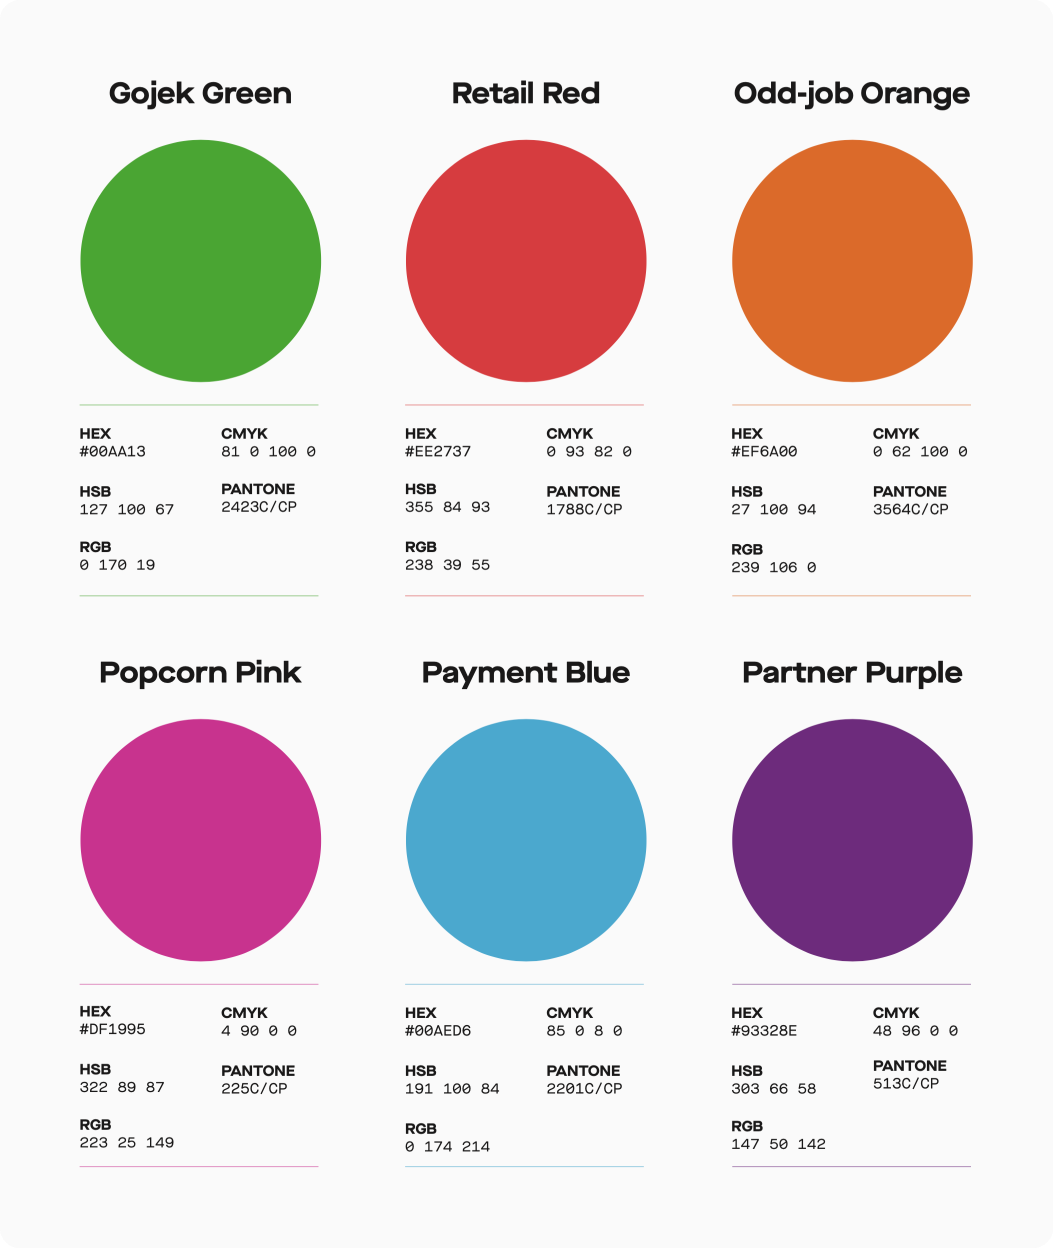 Gojek Green
HEX
#00AA13
CMYK
81 0 100 0
HSB
127 100 67
PANTONE
2423C/CP
RGB
0 170 19
Retail Red
HEX
#EE2737
CMYK
0 93 82 0
HSB
355 84 93
PANTONE
1788C/CP
RGB
238 39 55
Odd-job Orange
HEX
#EF6A00
CMYK
0 62 100 0
HSB
27 100 94
PANTONE
3564C/CP
RGB
239 106 0
Popcorn Pink
HEX
#DF1995
CMYK
4 90 0 0
HSB
322 89 87
PANTONE
225C/CP
RGB
223 25 149
Payment Blue
HEX
#00AED6
CMYK
85 0 8 0
HSB
191 100 84
PANTONE
2201C/CP
RGB
0 174 214
Partner Purple
HEX
#93328E
CMYK
48 96 0 0
HSB
303 66 58
PANTONE
513C/CP
RGB
147 50 142